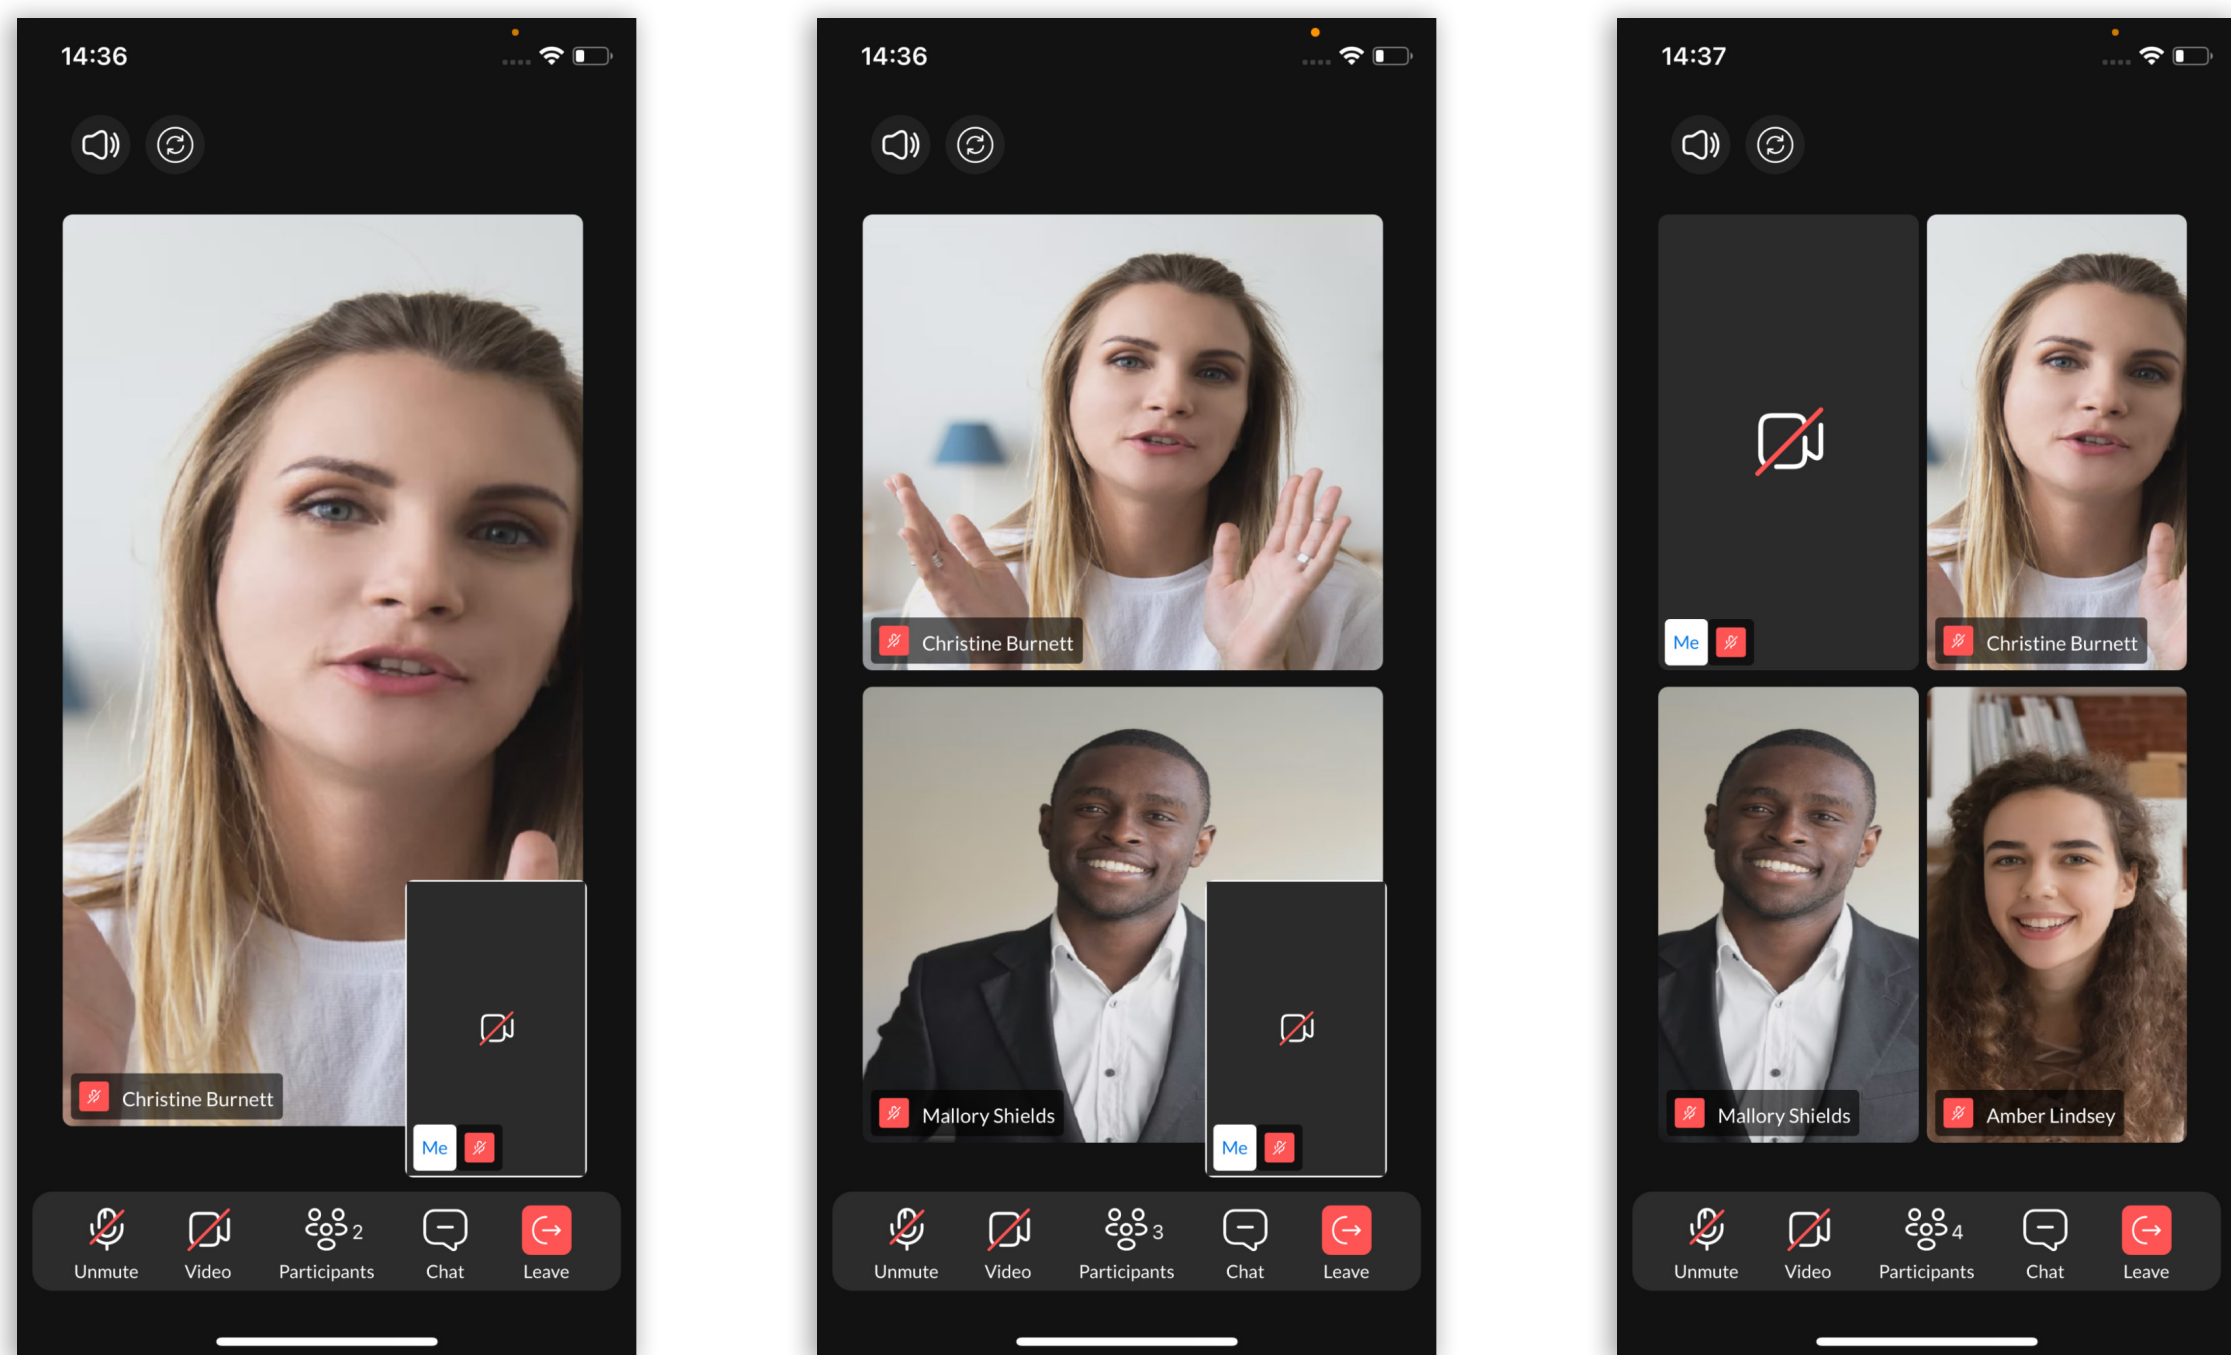 14:36
Christine Burnett
Me
2
Unmute Video Participants Chat Leave
14:36
Christine Burnett
Mallory Shields
Me
3
Unmute Video Participants Chat Leave
14:37
Me
Christine Burnett
Mallory Shields
Amber Lindsey
4
Unmute Video Participants Chat Leave